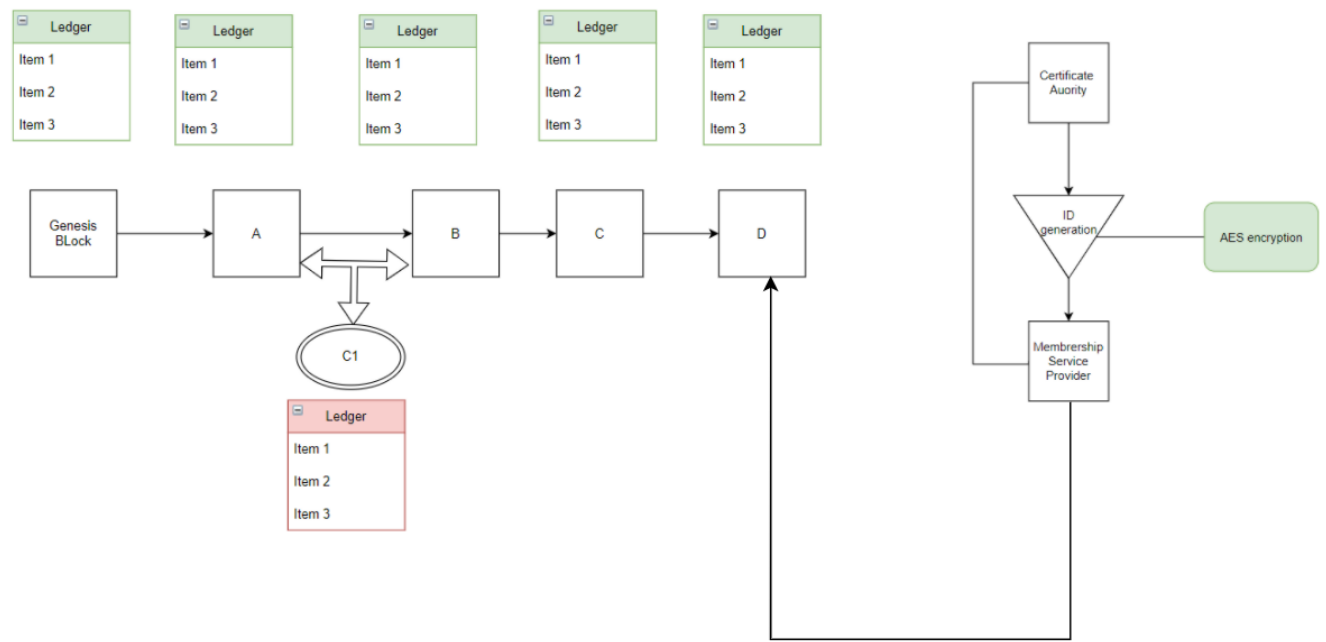 Ledger
Item 1
Item 2
Item 3
Ledger
Item 1
Item 2
Item 3
Ledger
Item 1
Item 2
Item 3
Ledger
Item 1
Item 2
Item 3
Ledger
Item 1
Item 2
Item 3
Genesis
BLock
A
B
C
D
C1
Ledger
Item 1
Item 2
Item 3
Certificate
Auority
ID
generation
AES encryption
Membrership
Service
Provider